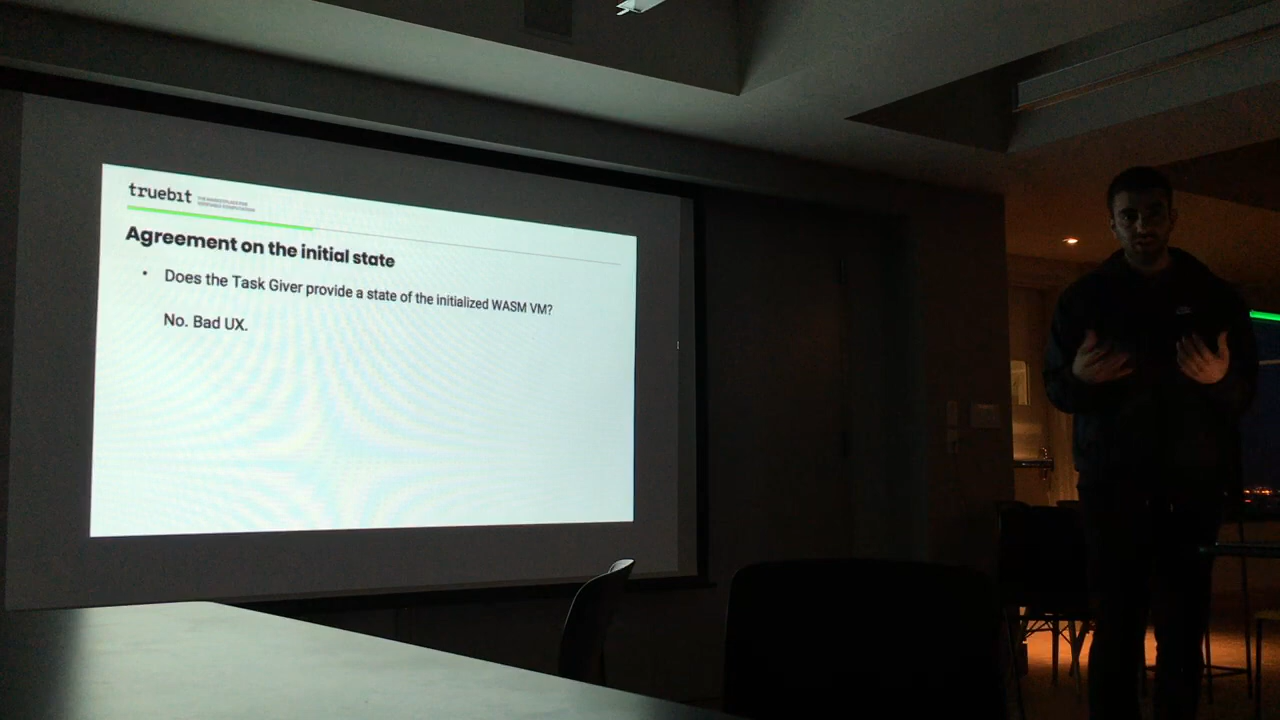 truebit
Agreement on the initial state
• Does the Task Giver provide a state of the initialized WASM VM?
No. Bad UX.